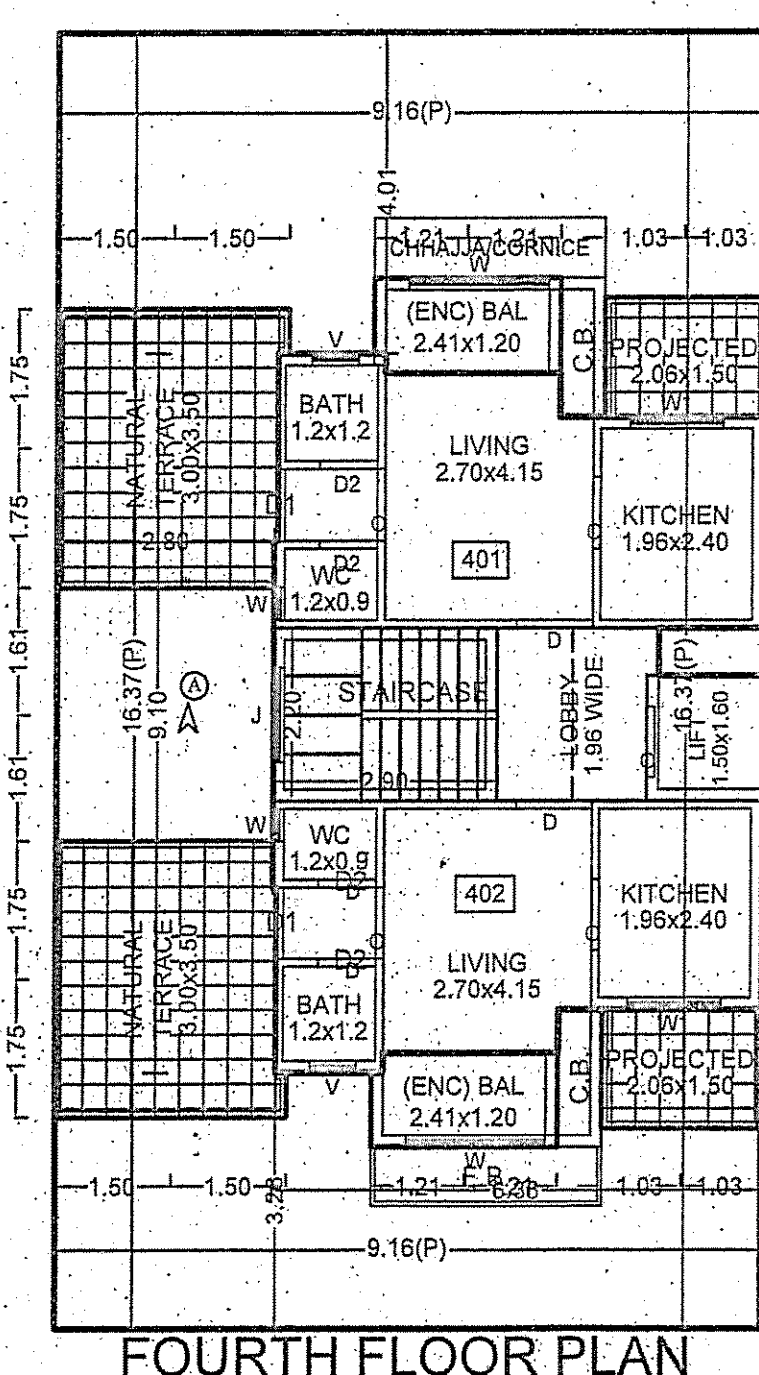 9.16(P)
4.01
1.50 1.50 1.21 1.21 1.03 1.03
CHHAJJA/CORNICE
W
(ENC) BAL
2.41x1.20
C.B.
PROJECTED
2.06x1.50
W
V
1.75
NATURAL
TERRACE
3.00x3.50
BATH
1.2x1.2
LIVING
2.70x4.15
D2
D1
O
O
KITCHEN
1.96x2.40
1.75
2.80
D2
WC
1.2x0.9
401
W
D
1.61
16.37(P)
9.10
A
J
2.20
STAIRCASE
LOBBY
1.96 WIDE
16.37(P)
LIFT
1.50x1.60
O
1.61
2.90
W
WC
1.2x0.9
D
D2
D
402
KITCHEN
1.96x2.40
1.75
NATURAL
TERRACE
3.00x3.50
D1
O
O
LIVING
2.70x4.15
D2
D
BATH
1.2x1.2
1.75
W
PROJECTED
2.06x1.50
V
(ENC) BAL
2.41x1.20
C.B.
W
1.50 1.50 3.28 1.21 1.21 1.03 1.03
9.16(P)
FOURTH FLOOR PLAN